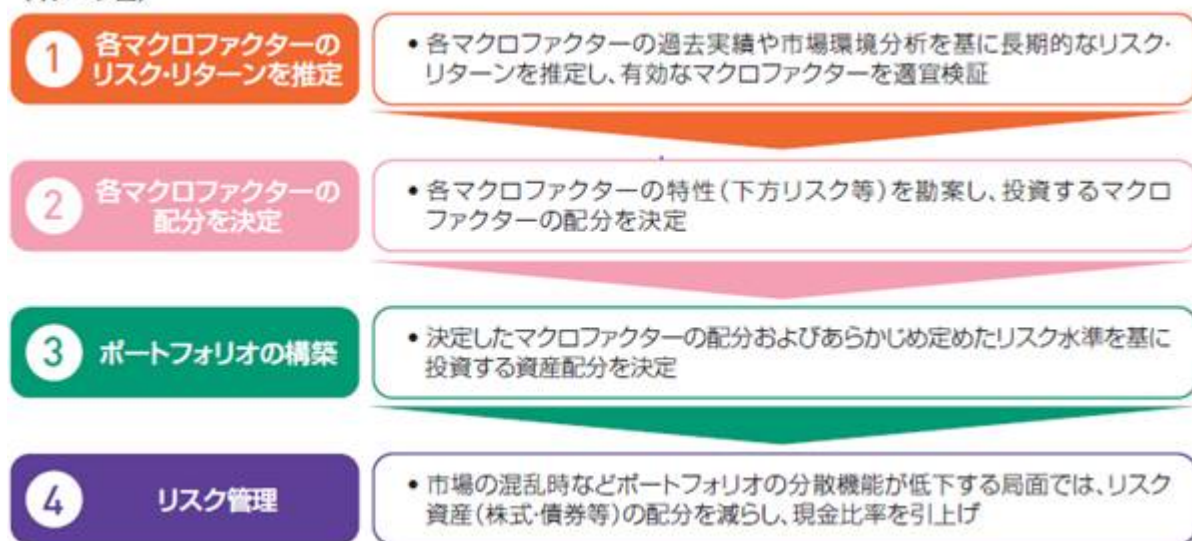 1
各マクロファクターの
リスク・リターンを推定
• 各マクロファクターの過去実績や市場環境分析を基に長期的なリスク・
リターンを推定し、有効なマクロファクターを適宜検証
2
各マクロファクターの
配分を決定
• 各マクロファクターの特性(下方リスク等)を勘案し、投資するマクロ
ファクターの配分を決定
3
ポートフォリオの構築
• 決定したマクロファクターの配分およびあらかじめ定めたリスク水準を基に
投資する資産配分を決定
4
リスク管理
• 市場の混乱時などポートフォリオの分散機能が低下する局面では、リスク
資産(株式・債券等)の配分を減らし、現金比率を引上げ